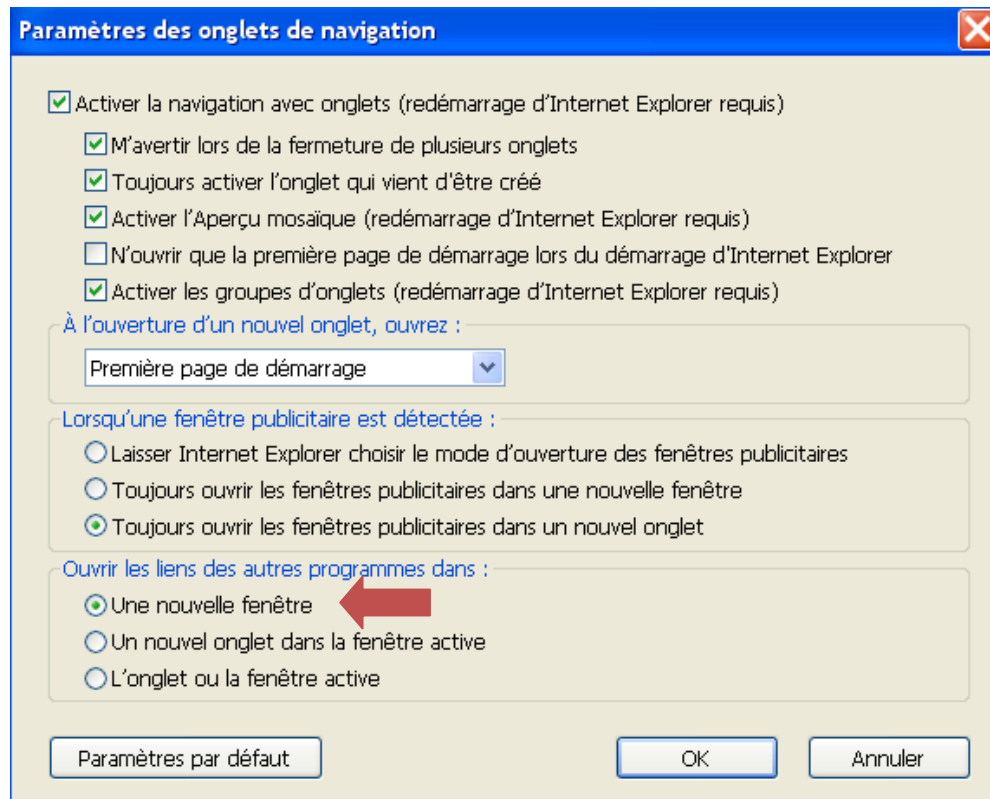 Paramètres des onglets de navigation
Activer la navigation avec onglets (redémarrage d'Internet Explorer requis)
M'avertir lors de la fermeture de plusieurs onglets
Toujours activer l'onglet qui vient d'être créé
Activer l'Aperçu mosaïque (redémarrage d'Internet Explorer requis)
N'ouvrir que la première page de démarrage lors du démarrage d'Internet Explorer
Activer les groupes d'onglets (redémarrage d'Internet Explorer requis)
À l'ouverture d'un nouvel onglet, ouvrez :
Première page de démarrage
Lorsqu'une fenêtre publicitaire est détectée :
Laisser Internet Explorer choisir le mode d'ouverture des fenêtres publicitaires
Toujours ouvrir les fenêtres publicitaires dans une nouvelle fenêtre
Toujours ouvrir les fenêtres publicitaires dans un nouvel onglet
Ouvrir les liens des autres programmes dans :
Une nouvelle fenêtre
Un nouvel onglet dans la fenêtre active
L'onglet ou la fenêtre active
Paramètres par défaut
OK
Annuler